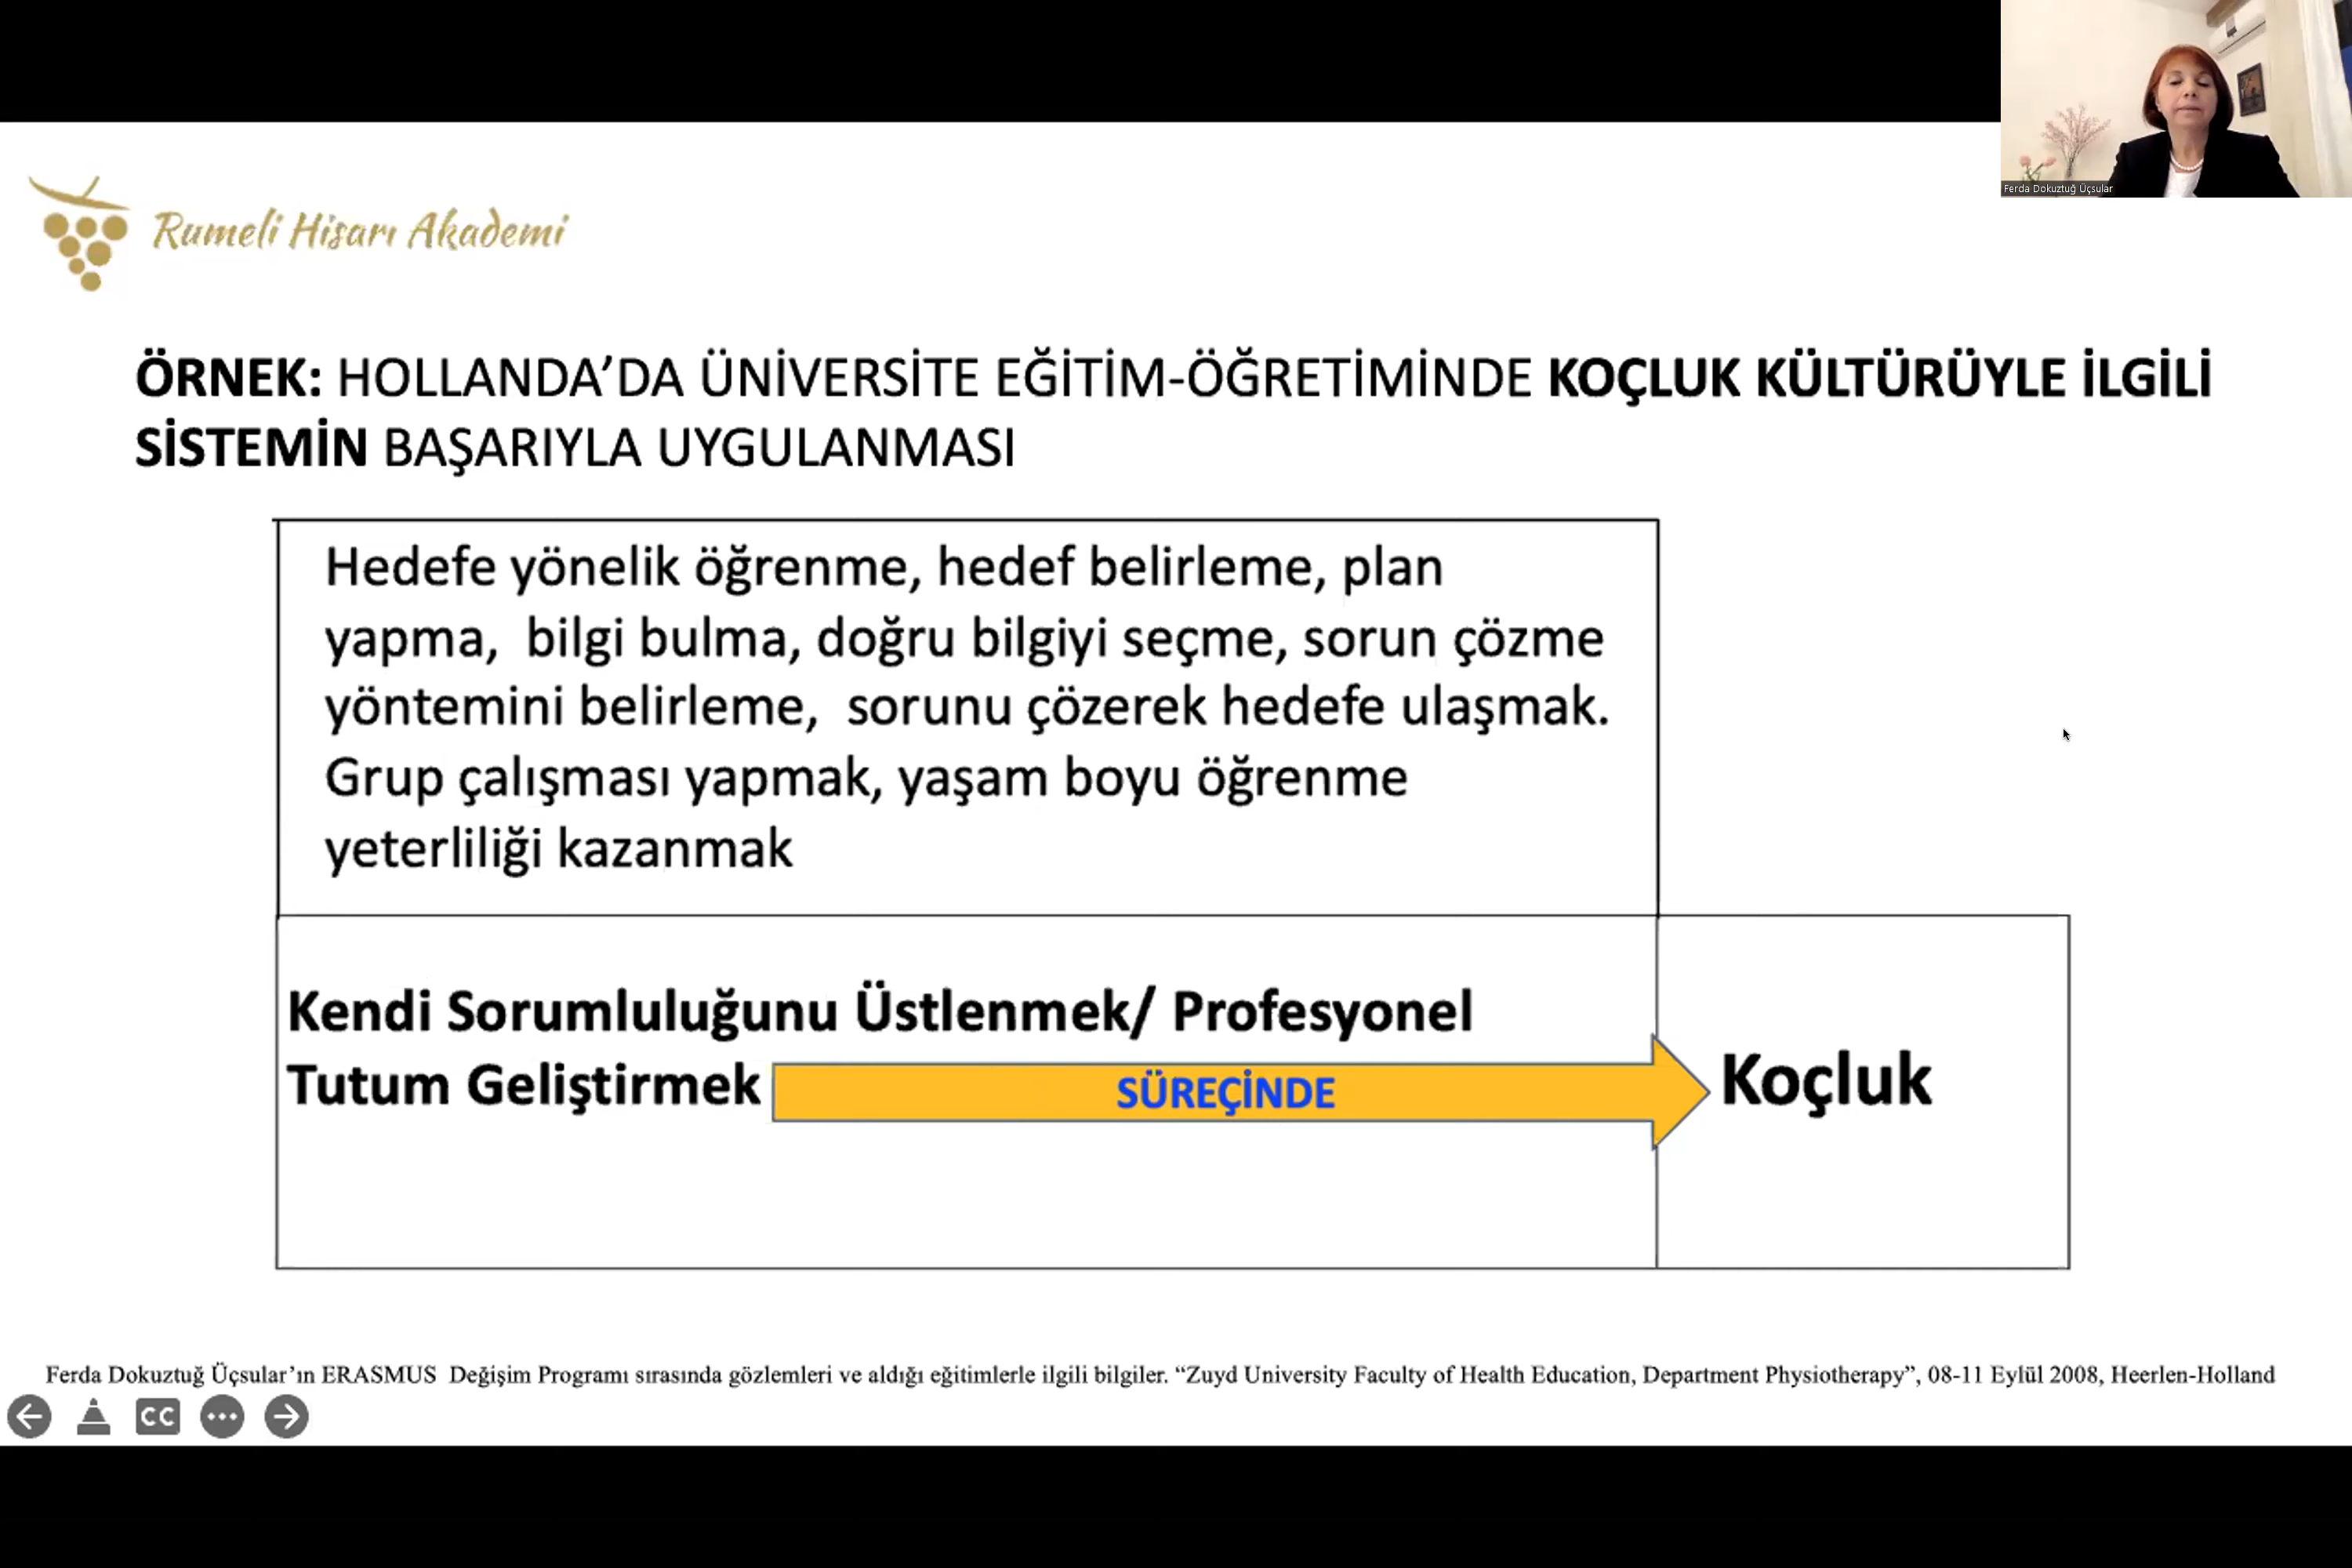 Ferda Dokuztuğ Üçsular
Rumeli Hisarı Akademi
ÖRNEK: HOLLANDA’DA ÜNİVERSİTE EĞİTİM-ÖĞRETİMİNDE KOÇLUK KÜLTÜRÜYLE İLGİLİ
SİSTEMİN BAŞARIYLA UYGULANMASI
Hedefe yönelik öğrenme, hedef belirleme, plan
yapma, bilgi bulma, doğru bilgiyi seçme, sorun çözme
yöntemini belirleme, sorunu çözerek hedefe ulaşmak.
Grup çalışması yapmak, yaşam boyu öğrenme
yeterliliği kazanmak
Kendi Sorumluluğunu Üstlenmek/ Profesyonel
Tutum Geliştirmek
SÜREÇİNDE
Koçluk
Ferda Dokuztuğ Üçsular’ın ERASMUS Değişim Programı sırasında gözlemleri ve aldığı eğitimlerle ilgili bilgiler. “Zuyd University Faculty of Health Education, Department Physiotherapy”, 08-11 Eylül 2008, Heerlen-Holland
CC